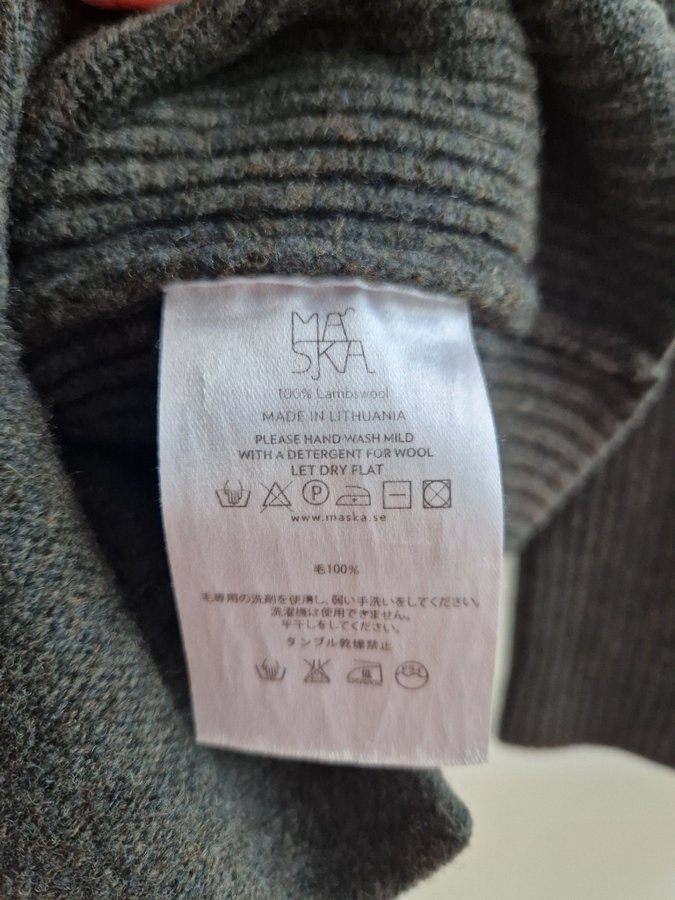 MÁ
SKA
100% Lambswool
MADE IN LITHUANIA
PLEASE HAND WASH MILD
WITH A DETERGENT FOR WOOL
LET DRY FLAT
P
www.maska.se
毛100%
毛専用の洗剤を使用し、弱い手洗いをしてください。
洗濯機は使用できません。
平干しをしてください。
タンブル乾燥禁止